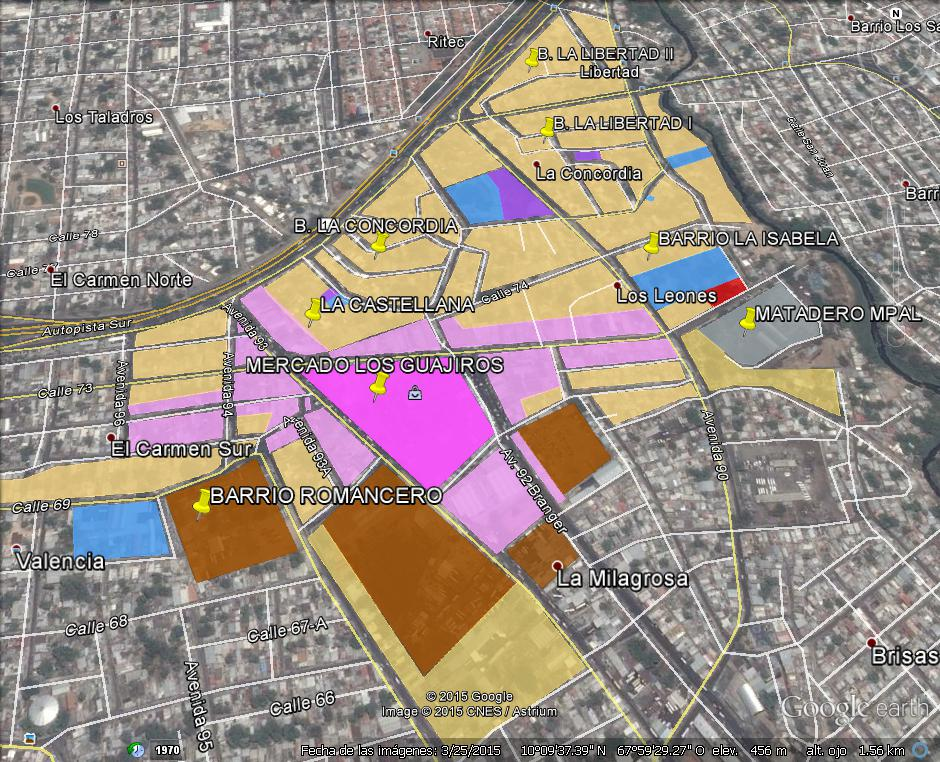 N
Barrio Los Sa
Ritec
B. LA LIBERTAD II
Libertad
Los Taladros
B. LA LIBERTAD I
Calle San Juan
La Concordia
Barri
B. LA CONCORDIA
Calle 78
BARRIO LA ISABELA
Calle 77
El Carmen Norte
Calle 74
Los Leones
LA CASTELLANA
MATADERO MPAL
Autopista Sur
Avenida 93
MERCADO LOS GUAJIROS
Calle 73
Avenida 96
Avenida 94
El Carmen Sur
Avenida 93A
Avenida 90
Av. 92 Branger
Calle 69
BARRIO ROMANCERO
Valencia
La Milagrosa
Calle 68
Calle 67-A
Brisas
Avenida 95
Calle 66
© 2015 Google
Image © 2015 CNES / Astrium
Google earth
1970
Fecha de las imágenes: 3/25/2015 10°09'37.39" N 67°59'29.27" O elev. 456 m alt. ojo 1.56 km